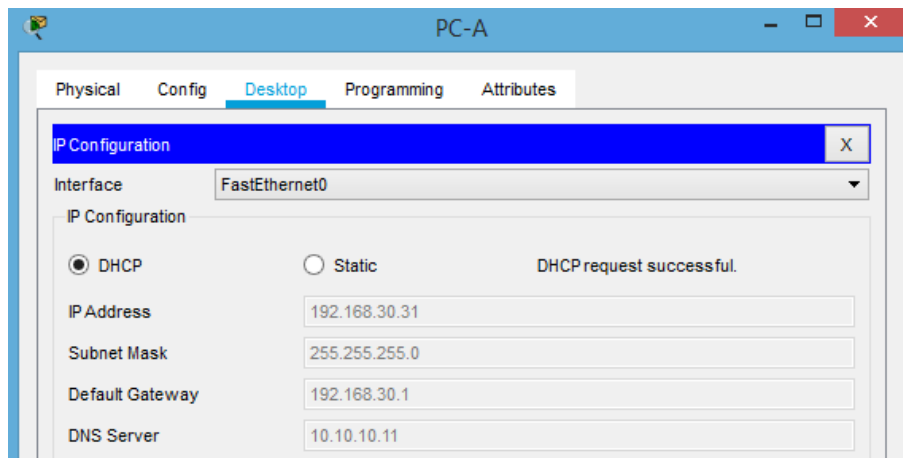 PC-A
Physical Config Desktop Programming Attributes
IP Configuration X
Interface FastEthernet0
IP Configuration
DHCP Static DHCP request successful.
IP Address 192.168.30.31
Subnet Mask 255.255.255.0
Default Gateway 192.168.30.1
DNS Server 10.10.10.11